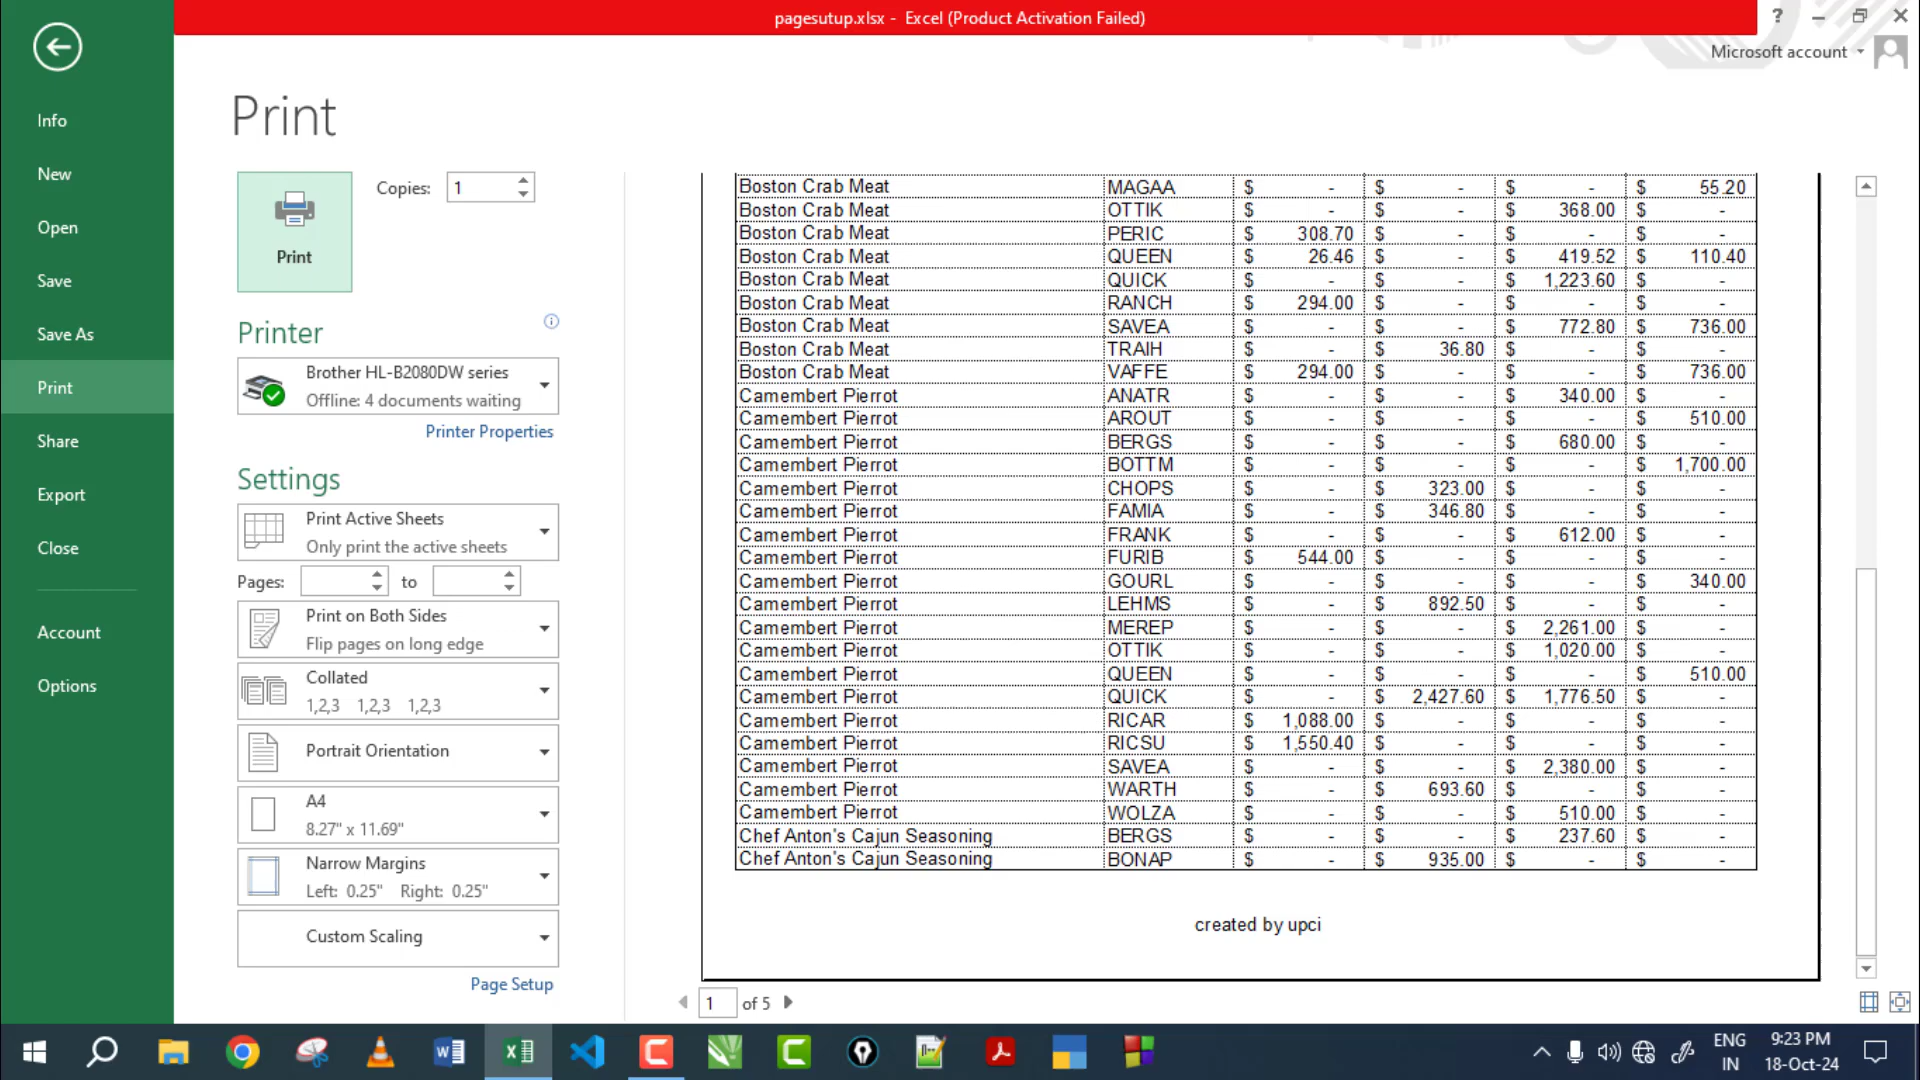 pagesutup.xlsx - Excel (Product Activation Failed)
?
Microsoft account
Info
New
Open
Save
Save As
Print
Share
Export
Close
Account
Options
Print
Print
Copies: 1
Printer
Brother HL-B2080DW series
Offline: 4 documents waiting
Printer Properties
Settings
Print Active Sheets
Only print the active sheets
Pages: to
Print on Both Sides
Flip pages on long edge
Collated
1,2,3 1,2,3 1,2,3
Portrait Orientation
A4
8.27" x 11.69"
Narrow Margins
Left: 0.25" Right: 0.25"
Custom Scaling
Page Setup
Boston Crab Meat MAGAA $ - $ - $ - $ 55.20
Boston Crab Meat OTTIK $ - $ - $ 368.00 $ -
Boston Crab Meat PERIC $ 308.70 $ - $ - $ -
Boston Crab Meat QUEEN $ 26.46 $ - $ 419.52 $ 110.40
Boston Crab Meat QUICK $ - $ - $ 1,223.60 $ -
Boston Crab Meat RANCH $ 294.00 $ - $ - $ -
Boston Crab Meat SAVEA $ - $ - $ 772.80 $ 736.00
Boston Crab Meat TRAIH $ - $ 36.80 $ - $ -
Boston Crab Meat VAFFE $ 294.00 $ - $ - $ 736.00
Camembert Pierrot ANATR $ - $ - $ 340.00 $ -
Camembert Pierrot AROUT $ - $ - $ - $ 510.00
Camembert Pierrot BERGS $ - $ - $ 680.00 $ -
Camembert Pierrot BOTTM $ - $ - $ - $ 1,700.00
Camembert Pierrot CHOPS $ - $ 323.00 $ - $ -
Camembert Pierrot FAMIA $ - $ 346.80 $ - $ -
Camembert Pierrot FRANK $ - $ - $ 612.00 $ -
Camembert Pierrot FURIB $ 544.00 $ - $ - $ -
Camembert Pierrot GOURL $ - $ - $ - $ 340.00
Camembert Pierrot LEHMS $ - $ 892.50 $ - $ -
Camembert Pierrot MEREP $ - $ - $ 2,261.00 $ -
Camembert Pierrot OTTIK $ - $ - $ 1,020.00 $ -
Camembert Pierrot QUEEN $ - $ - $ - $ 510.00
Camembert Pierrot QUICK $ - $ 2,427.60 $ 1,776.50 $ -
Camembert Pierrot RICAR $ 1,088.00 $ - $ - $ -
Camembert Pierrot RICSU $ 1,550.40 $ - $ - $ -
Camembert Pierrot SAVEA $ - $ - $ 2,380.00 $ -
Camembert Pierrot WARTH $ - $ 693.60 $ - $ -
Camembert Pierrot WOLZA $ - $ - $ 510.00 $ -
Chef Anton's Cajun Seasoning BERGS $ - $ - $ 237.60 $ -
Chef Anton's Cajun Seasoning BONAP $ - $ 935.00 $ - $ -
created by upci
1 of 5
ENG
IN
9:23 PM
18-Oct-24